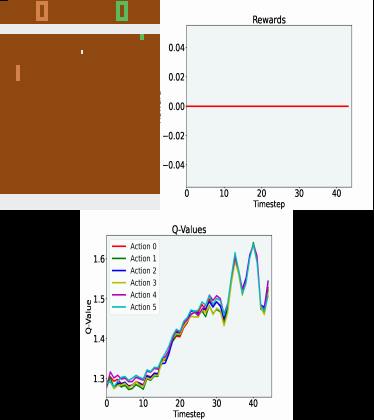 0 0
Rewards
0.04
0.02
0.00
−0.02
−0.04
0 10 20 30 40
Timestep
Q-Values
Q-Value
1.6
1.5
1.4
1.3
Action 0
Action 1
Action 2
Action 3
Action 4
Action 5
0 10 20 30 40
Timestep